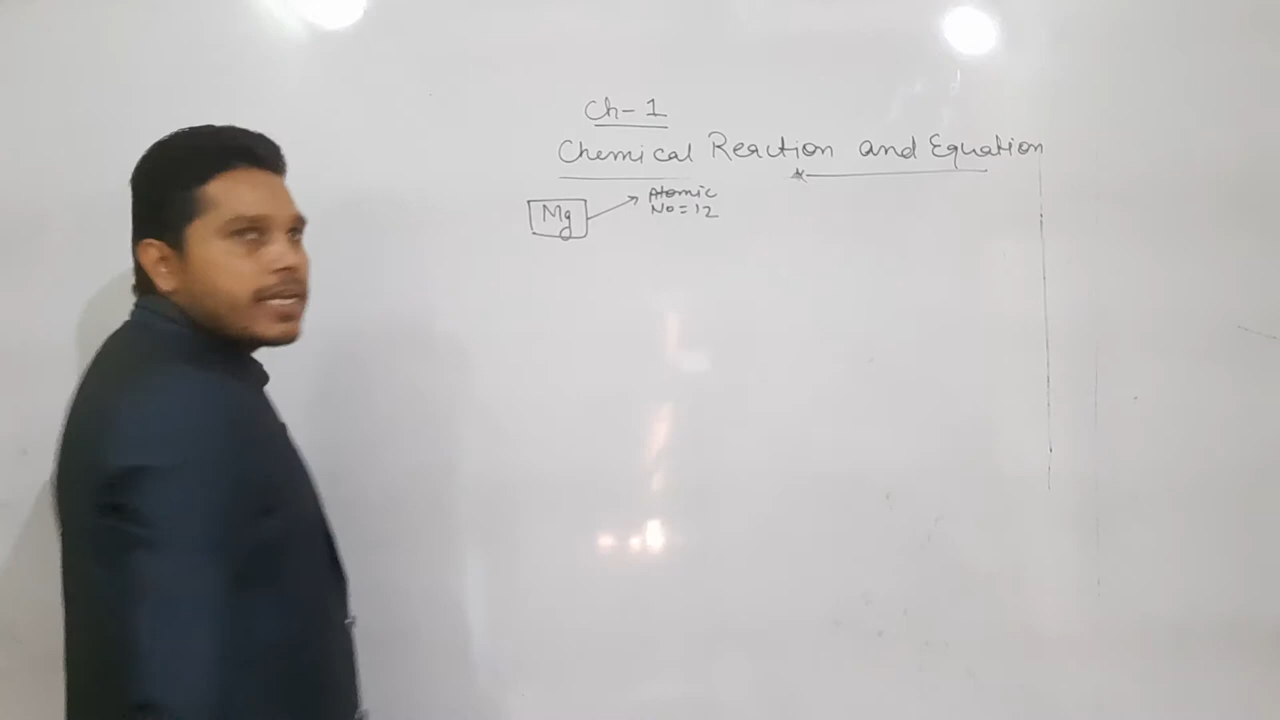 Ch-1
Chemical Reaction and Equation
Mg
Atomic
No = 12